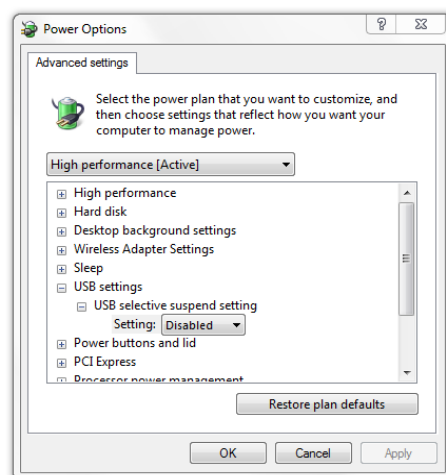 Power Options
Advanced settings
Select the power plan that you want to customize, and
then choose settings that reflect how you want your
computer to manage power.
High performance [Active]
High performance
Hard disk
Desktop background settings
Wireless Adapter Settings
Sleep
USB settings
USB selective suspend setting
Setting: Disabled
Power buttons and lid
PCI Express
Processor power management
Restore plan defaults
OK Cancel Apply